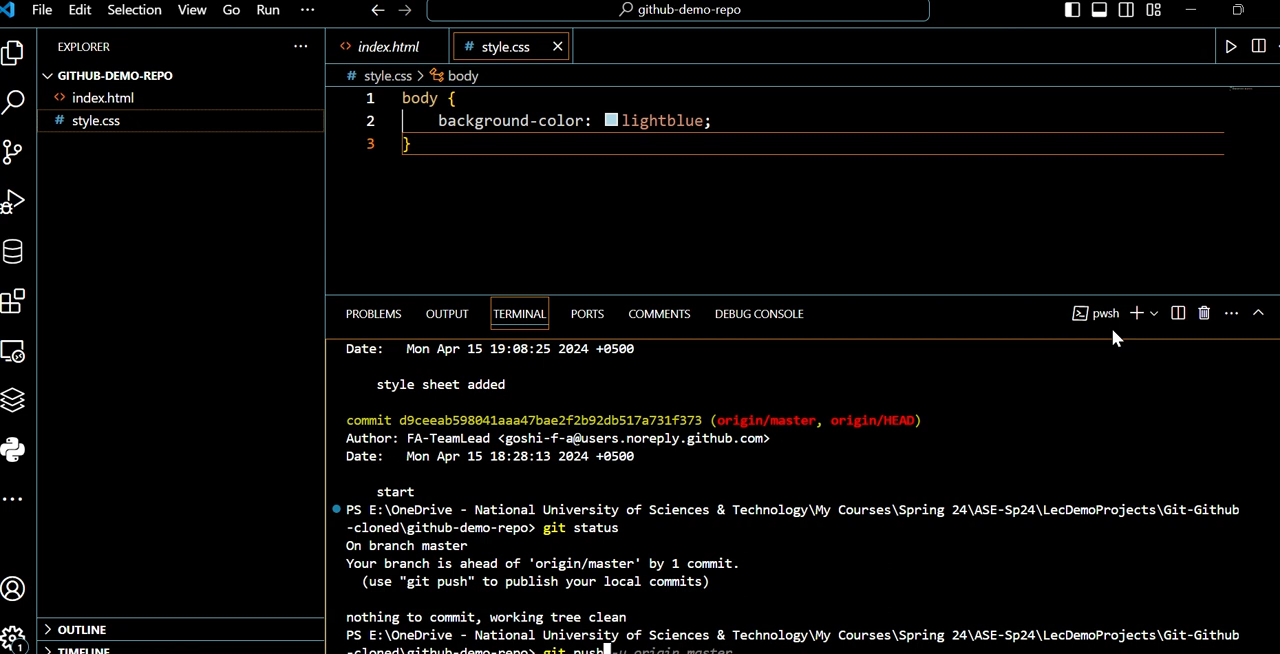 File Edit Selection View Go Run ··· github-demo-repo
EXPLORER ···
GITHUB-DEMO-REPO
<> index.html
# style.css
OUTLINE
TIMELINE
1
<> index.html # style.css
# style.css > body
1 body {
2 background-color: lightblue;
3 }
PROBLEMS OUTPUT TERMINAL PORTS COMMENTS DEBUG CONSOLE pwsh
Date: Mon Apr 15 19:08:25 2024 +0500
style sheet added
commit d9ceeab598041aaa47bae2f2b92db517a731f373 (origin/master, origin/HEAD)
Author: FA-TeamLead <goshi-f-a@users.noreply.github.com>
Date: Mon Apr 15 18:28:13 2024 +0500
start
PS E:\OneDrive - National University of Sciences & Technology\My Courses\Spring 24\ASE-Sp24\LecDemoProjects\Git-Github
-cloned\github-demo-repo> git status
On branch master
Your branch is ahead of 'origin/master' by 1 commit.
(use "git push" to publish your local commits)
nothing to commit, working tree clean
PS E:\OneDrive - National University of Sciences & Technology\My Courses\Spring 24\ASE-Sp24\LecDemoProjects\Git-Github
-cloned\github-demo-repo> git push -u origin master